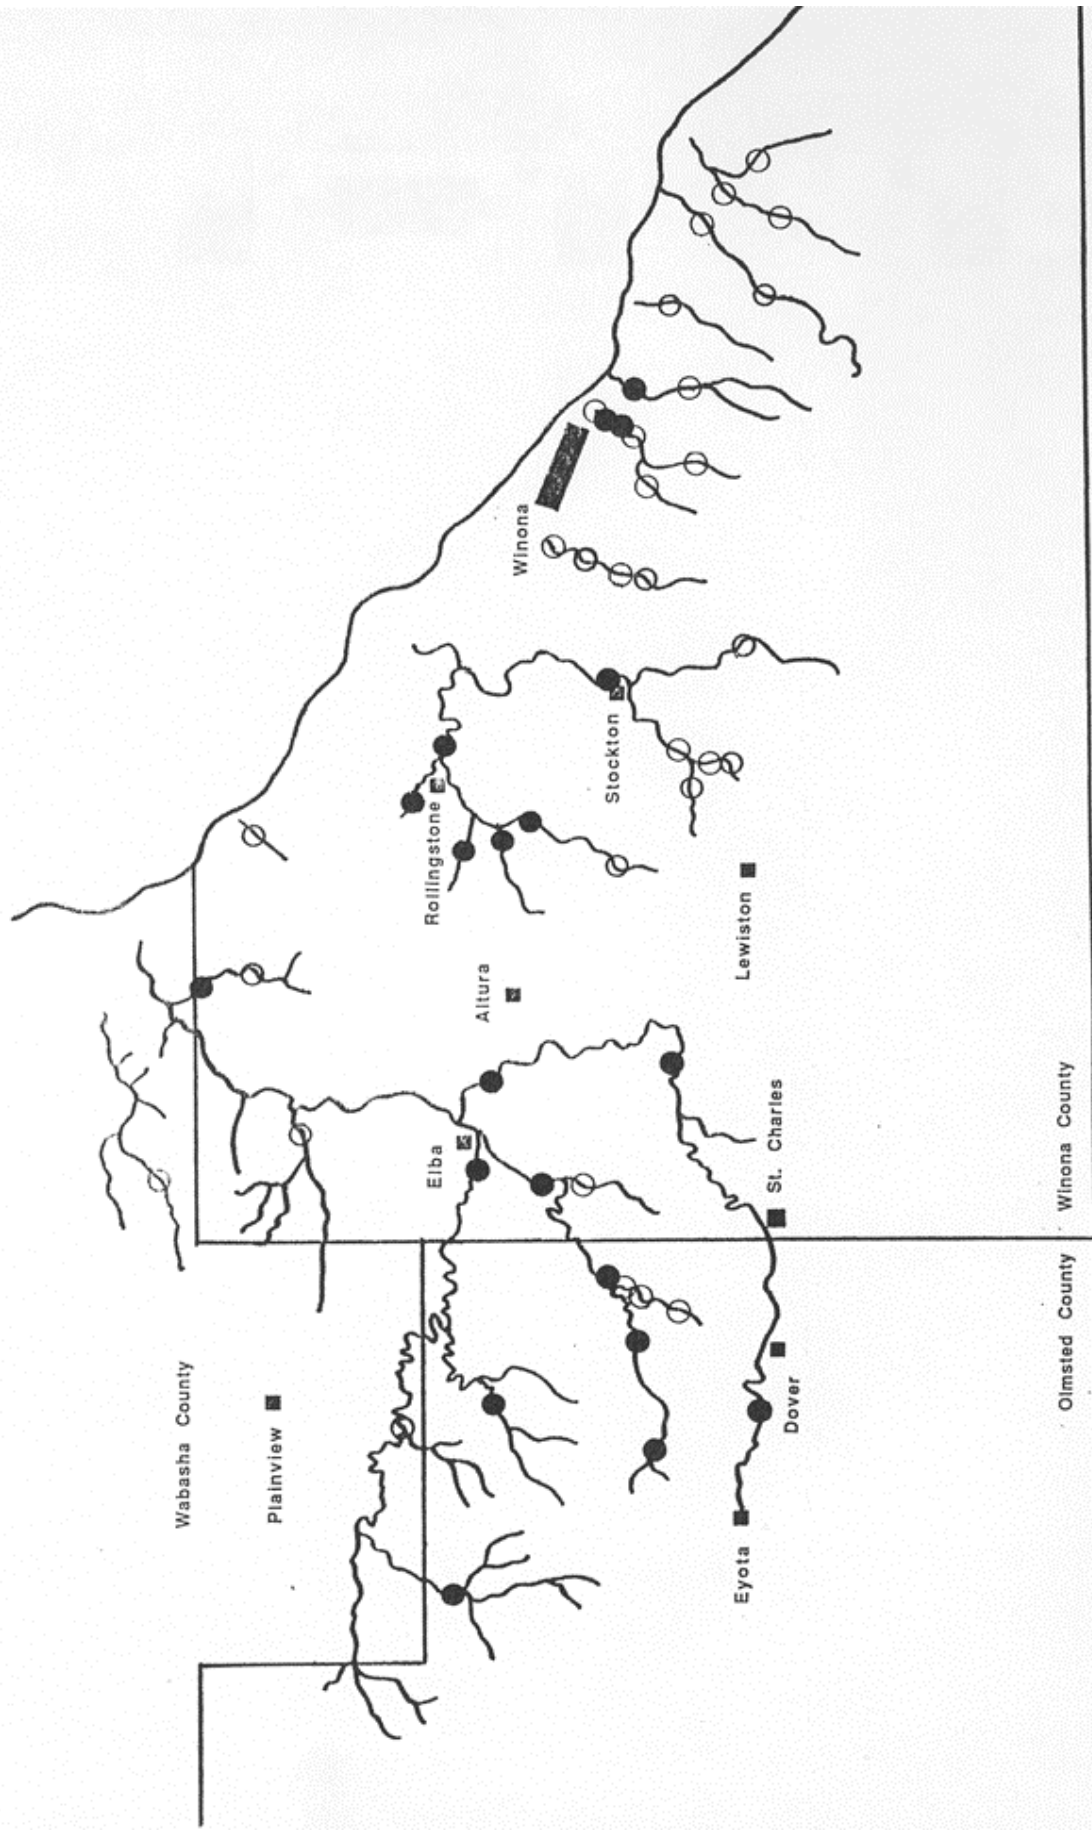 Wabasha County
Plainview
Elba
Altura
Rollingstone
Stockton
Winona
Lewiston
St. Charles
Dover
Eyota
Olmsted County
Winona County